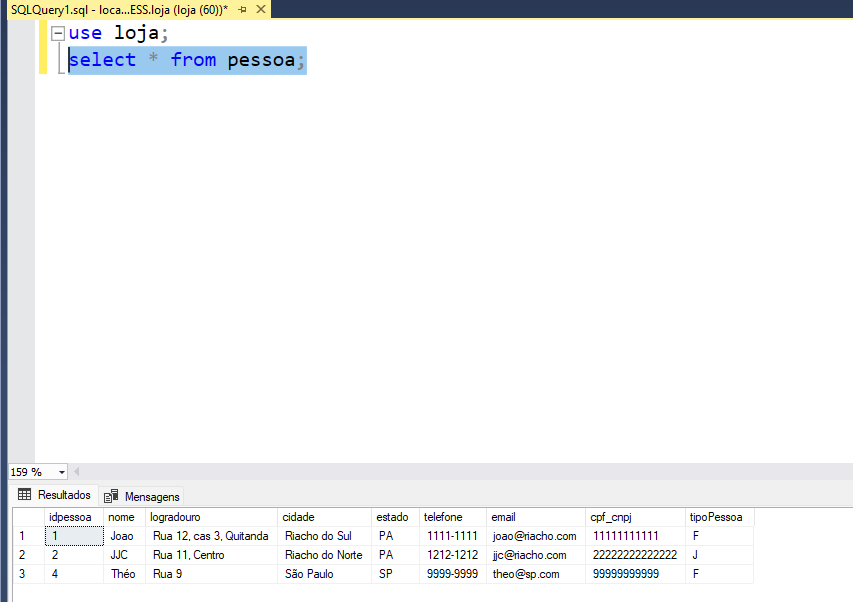 SQLQuery1.sql - loca...ESS.loja (loja (60))*
use loja;
select * from pessoa;
159 %
Resultados Mensagens
idpessoa nome logradouro cidade estado telefone email cpf_cnpj tipoPessoa
1 1 Joao Rua 12, cas 3, Quitanda Riacho do Sul PA 1111-1111 joao@riacho.com 11111111111 F
2 2 JJC Rua 11, Centro Riacho do Norte PA 1212-1212 jjc@riacho.com 22222222222222 J
3 4 Théo Rua 9 São Paulo SP 9999-9999 theo@sp.com 99999999999 F